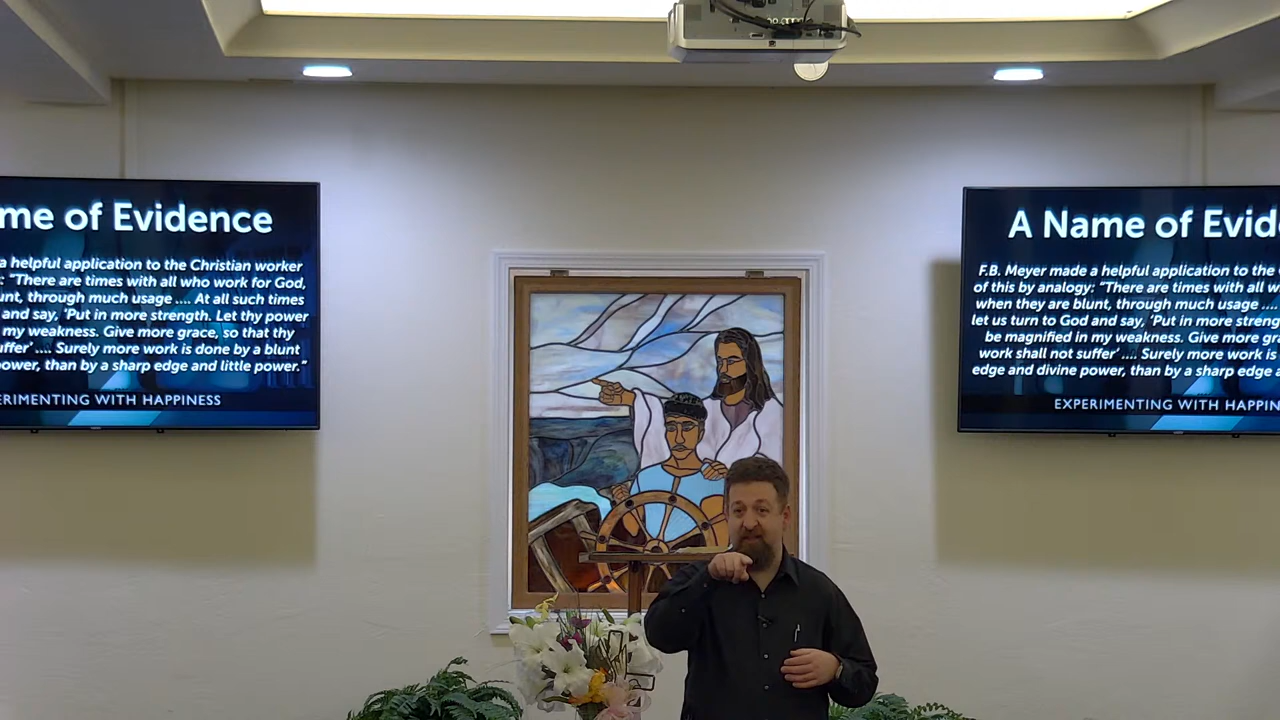 me of Evidence
a helpful application to the Christian worker
: "There are times with all who work for God,
unt, through much usage .... At all such times
and say, 'Put in more strength. Let thy power
my weakness. Give more grace, so that thy
uffer' .... Surely more work is done by a blunt
ower, than by a sharp edge and little power."
ERIMENTING WITH HAPPINESS
A Name of Evid
F.B. Meyer made a helpful application to the
of this by analogy: "There are times with all w
when they are blunt, through much usage ....
let us turn to God and say, 'Put in more streng
be magnified in my weakness. Give more gra
work shall not suffer' .... Surely more work is
edge and divine power, than by a sharp edge a
EXPERIMENTING WITH HAPPIN